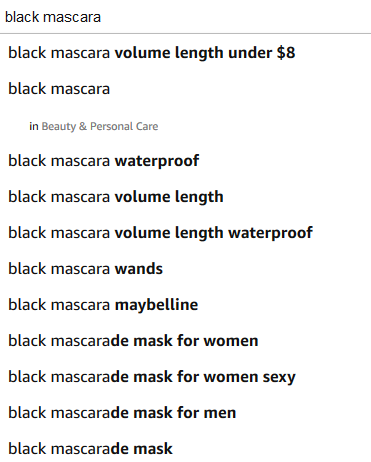 black mascara
black mascara volume length under $8
black mascara
in Beauty & Personal Care
black mascara waterproof
black mascara volume length
black mascara volume length waterproof
black mascara wands
black mascara maybelline
black mascarade mask for women
black mascarade mask for women sexy
black mascarade mask for men
black mascarade mask